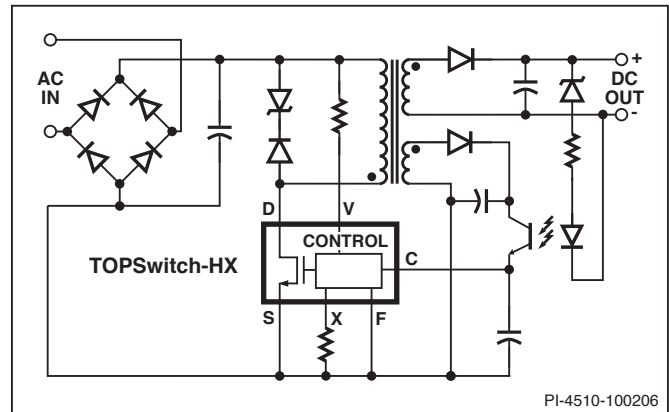 AC
IN
+
DC
OUT
-
D
V
CONTROL
C
TOPSwitch-HX
S
X
F
PI-4510-100206